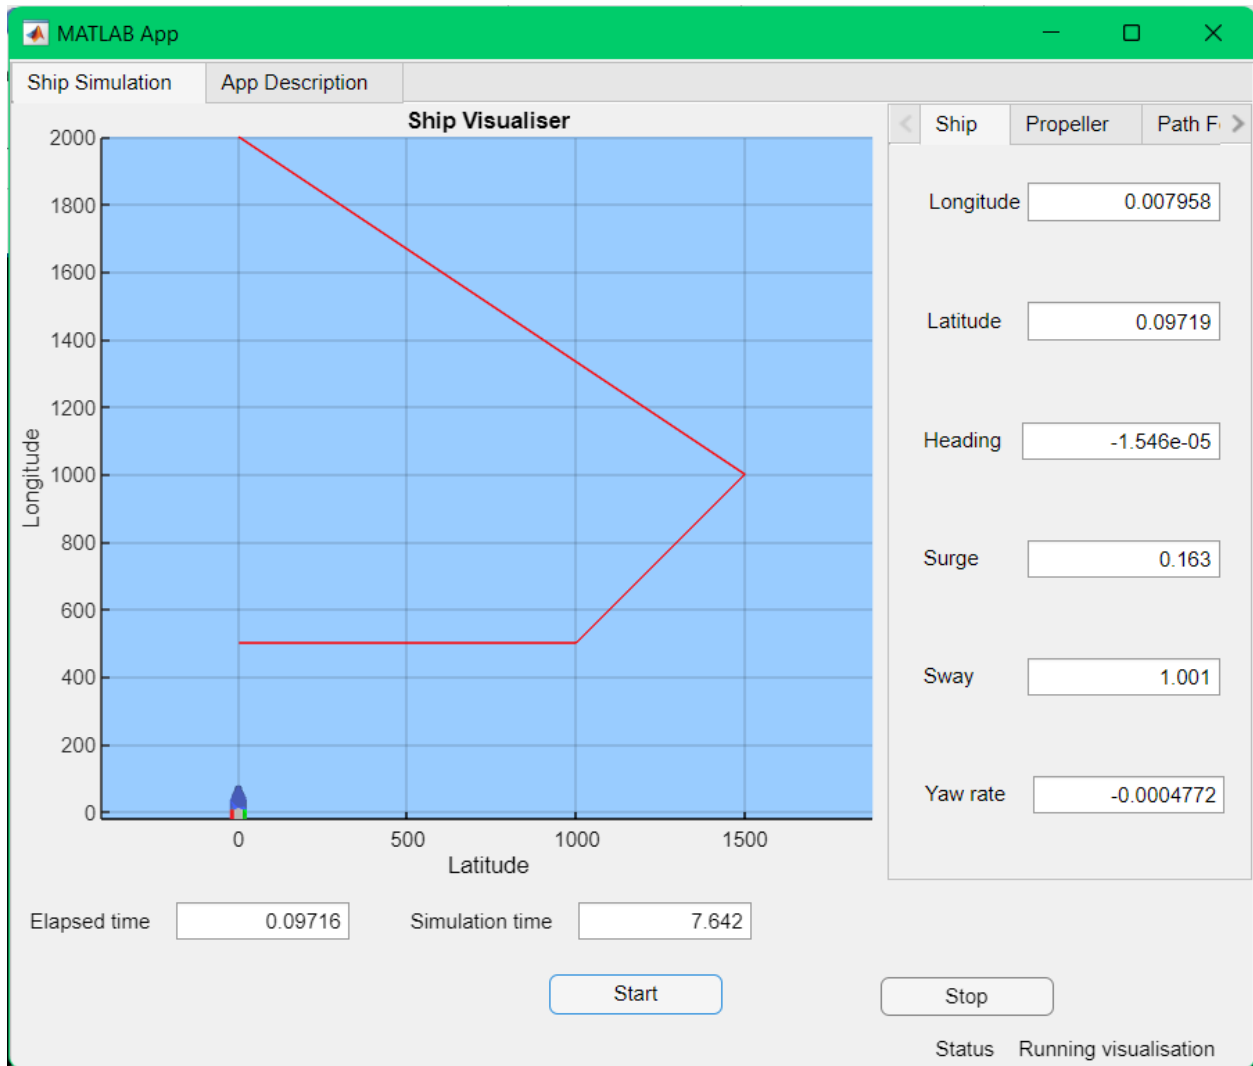 MATLAB App
Ship Simulation App Description
Ship Visualiser
Ship Propeller Path F
2000
1800
1600
1400
1200
1000
800
600
400
200
0
Longitude
0 500 1000 1500
Latitude
Longitude 0.007958
Latitude 0.09719
Heading -1.546e-05
Surge 0.163
Sway 1.001
Yaw rate -0.0004772
Elapsed time 0.09716 Simulation time 7.642
Start Stop
Status Running visualisation